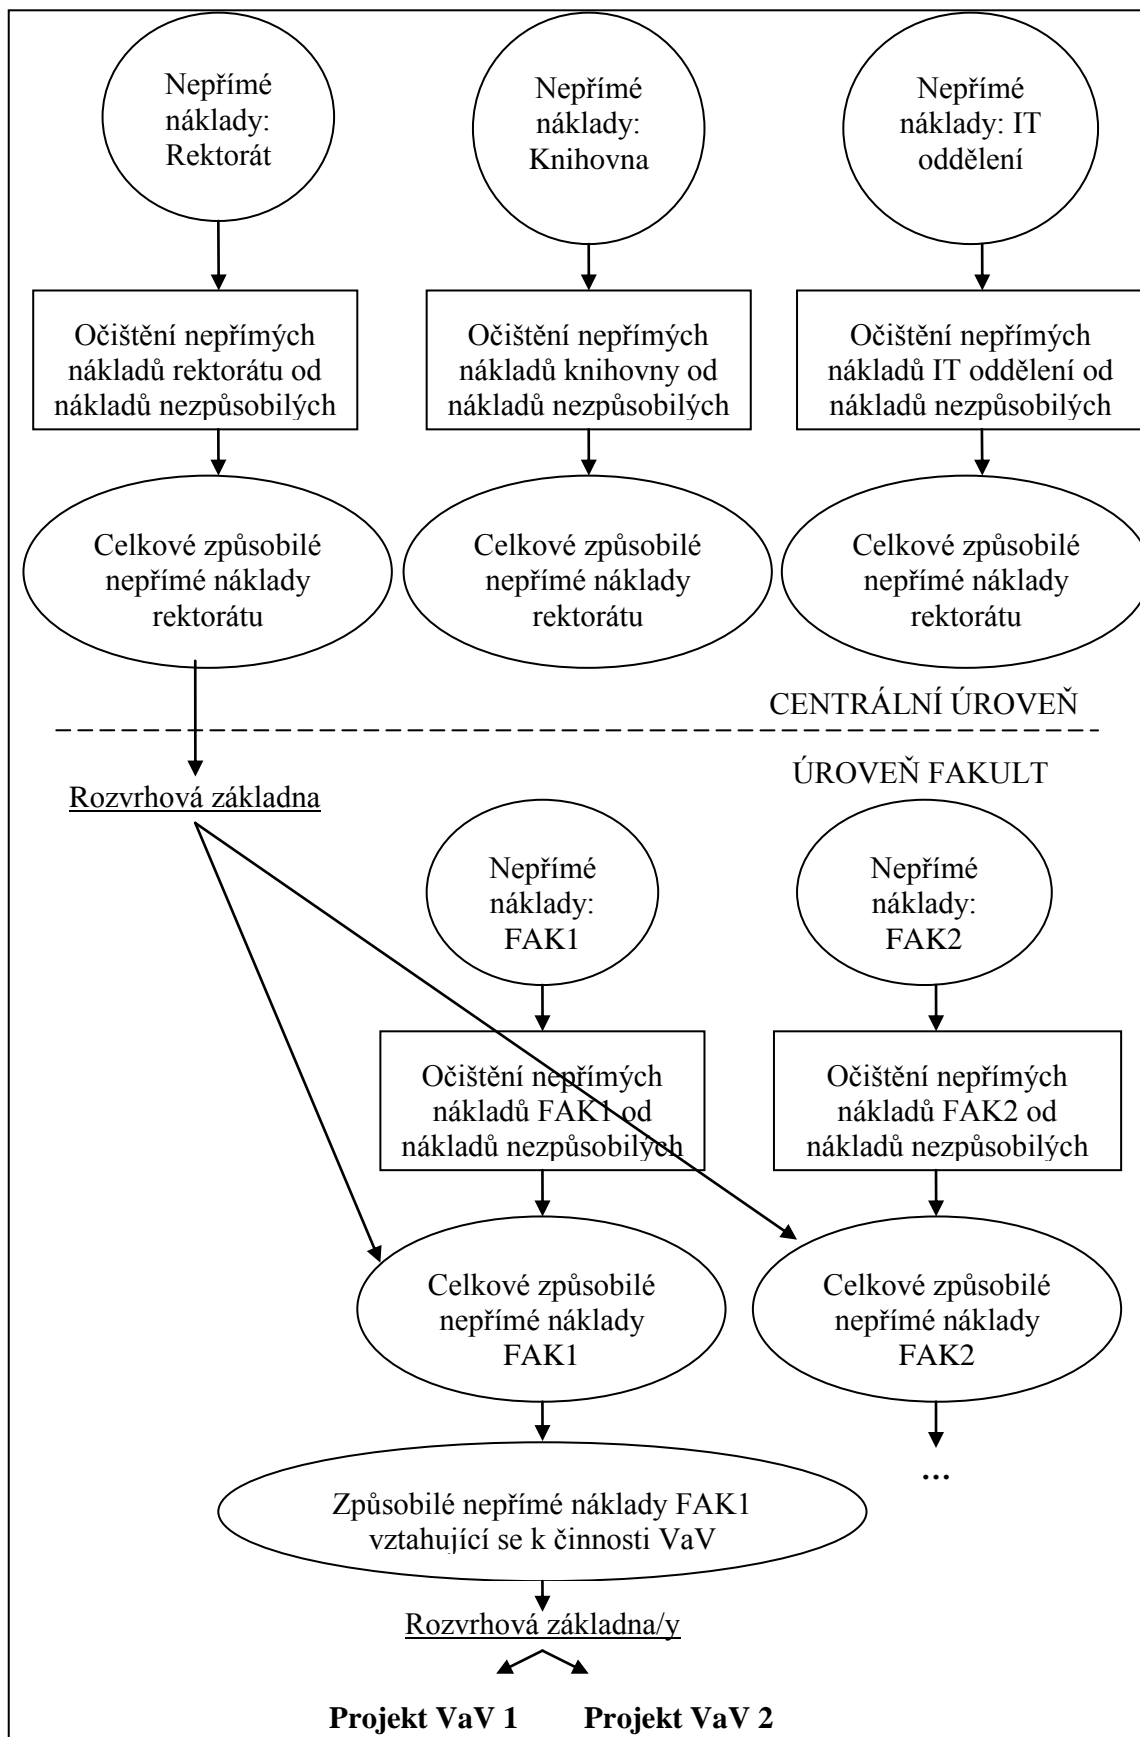 Nepřímé
náklady:
Rektorát
Nepřímé
náklady:
Knihovna
Nepřímé
náklady: IT
oddělení
Očištění nepřímých
nákladů rektorátu od
nákladů nezpůsobilých
Očištění nepřímých
nákladů knihovny od
nákladů nezpůsobilých
Očištění nepřímých
nákladů IT oddělení od
nákladů nezpůsobilých
Celkové způsobilé
nepřímé náklady
rektorátu
Celkové způsobilé
nepřímé náklady
rektorátu
Celkové způsobilé
nepřímé náklady
rektorátu
CENTRÁLNÍ ÚROVEŇ
ÚROVEŇ FAKULT
Rozvrhová základna
Nepřímé
náklady:
FAK1
Nepřímé
náklady:
FAK2
Očištění nepřímých
nákladů FAK1 od
nákladů nezpůsobilých
Očištění nepřímých
nákladů FAK2 od
nákladů nezpůsobilých
Celkové způsobilé
nepřímé náklady
FAK1
Celkové způsobilé
nepřímé náklady
FAK2
...
Způsobilé nepřímé náklady FAK1
vztahující se k činnosti VaV
Rozvrhová základna/y
Projekt VaV 1
Projekt VaV 2